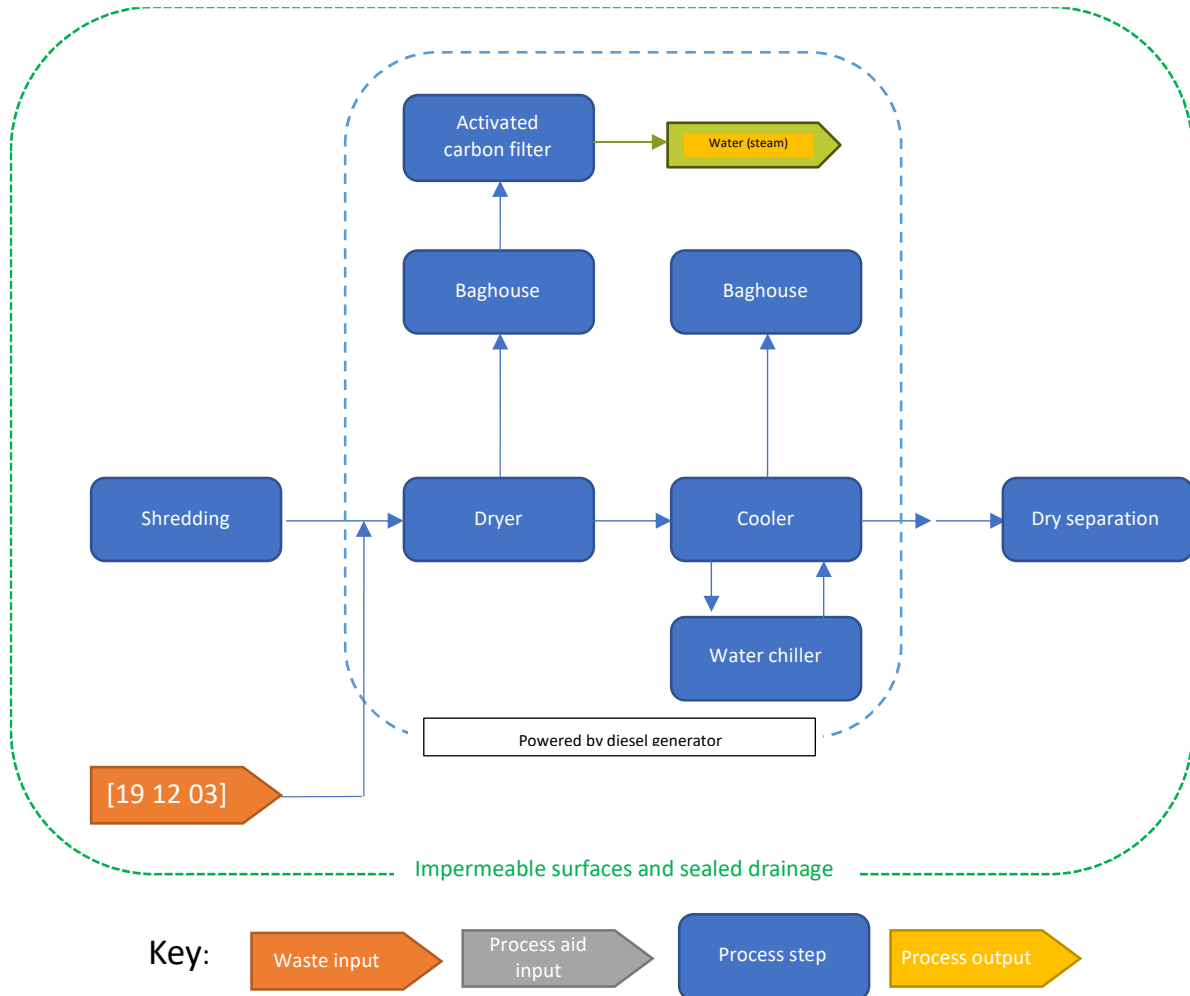 Activated
carbon filter
Water (steam)
Baghouse
Baghouse
Shredding
Dryer
Cooler
Dry separation
Water chiller
Powered by diesel generator
[19 12 03]
Impermeable surfaces and sealed drainage
Key:
Waste input
Process aid
input
Process step
Process output